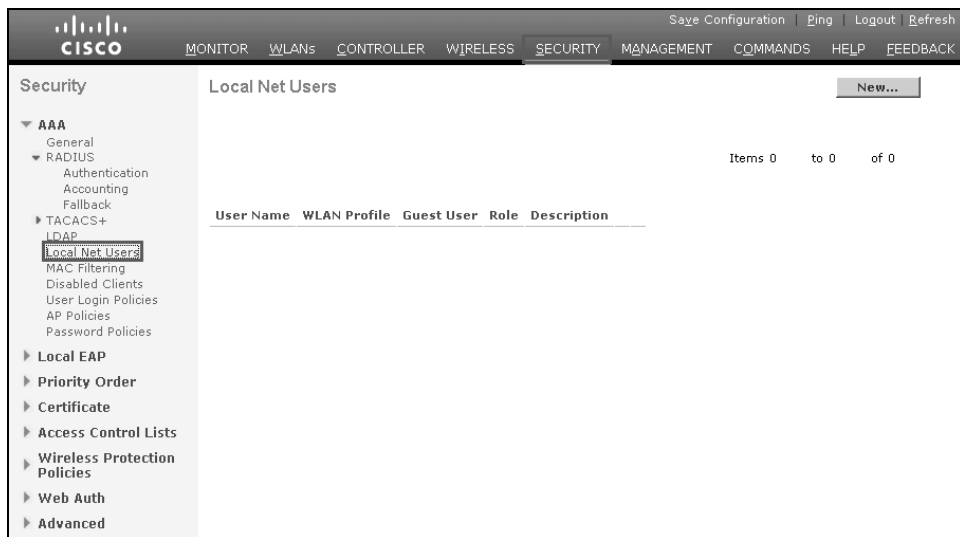 Save Configuration | Ping | Logout | Refresh
CISCO
MONITOR WLANs CONTROLLER WIRELESS SECURITY MANAGEMENT COMMANDS HELP FEEDBACK
Security
AAA
General
RADIUS
Authentication
Accounting
Fallback
TACACS+
LDAP
Local Net Users
MAC Filtering
Disabled Clients
User Login Policies
AP Policies
Password Policies
Local EAP
Priority Order
Certificate
Access Control Lists
Wireless Protection
Policies
Web Auth
Advanced
Local Net Users
New...
Items 0 to 0 of 0
User Name WLAN Profile Guest User Role Description